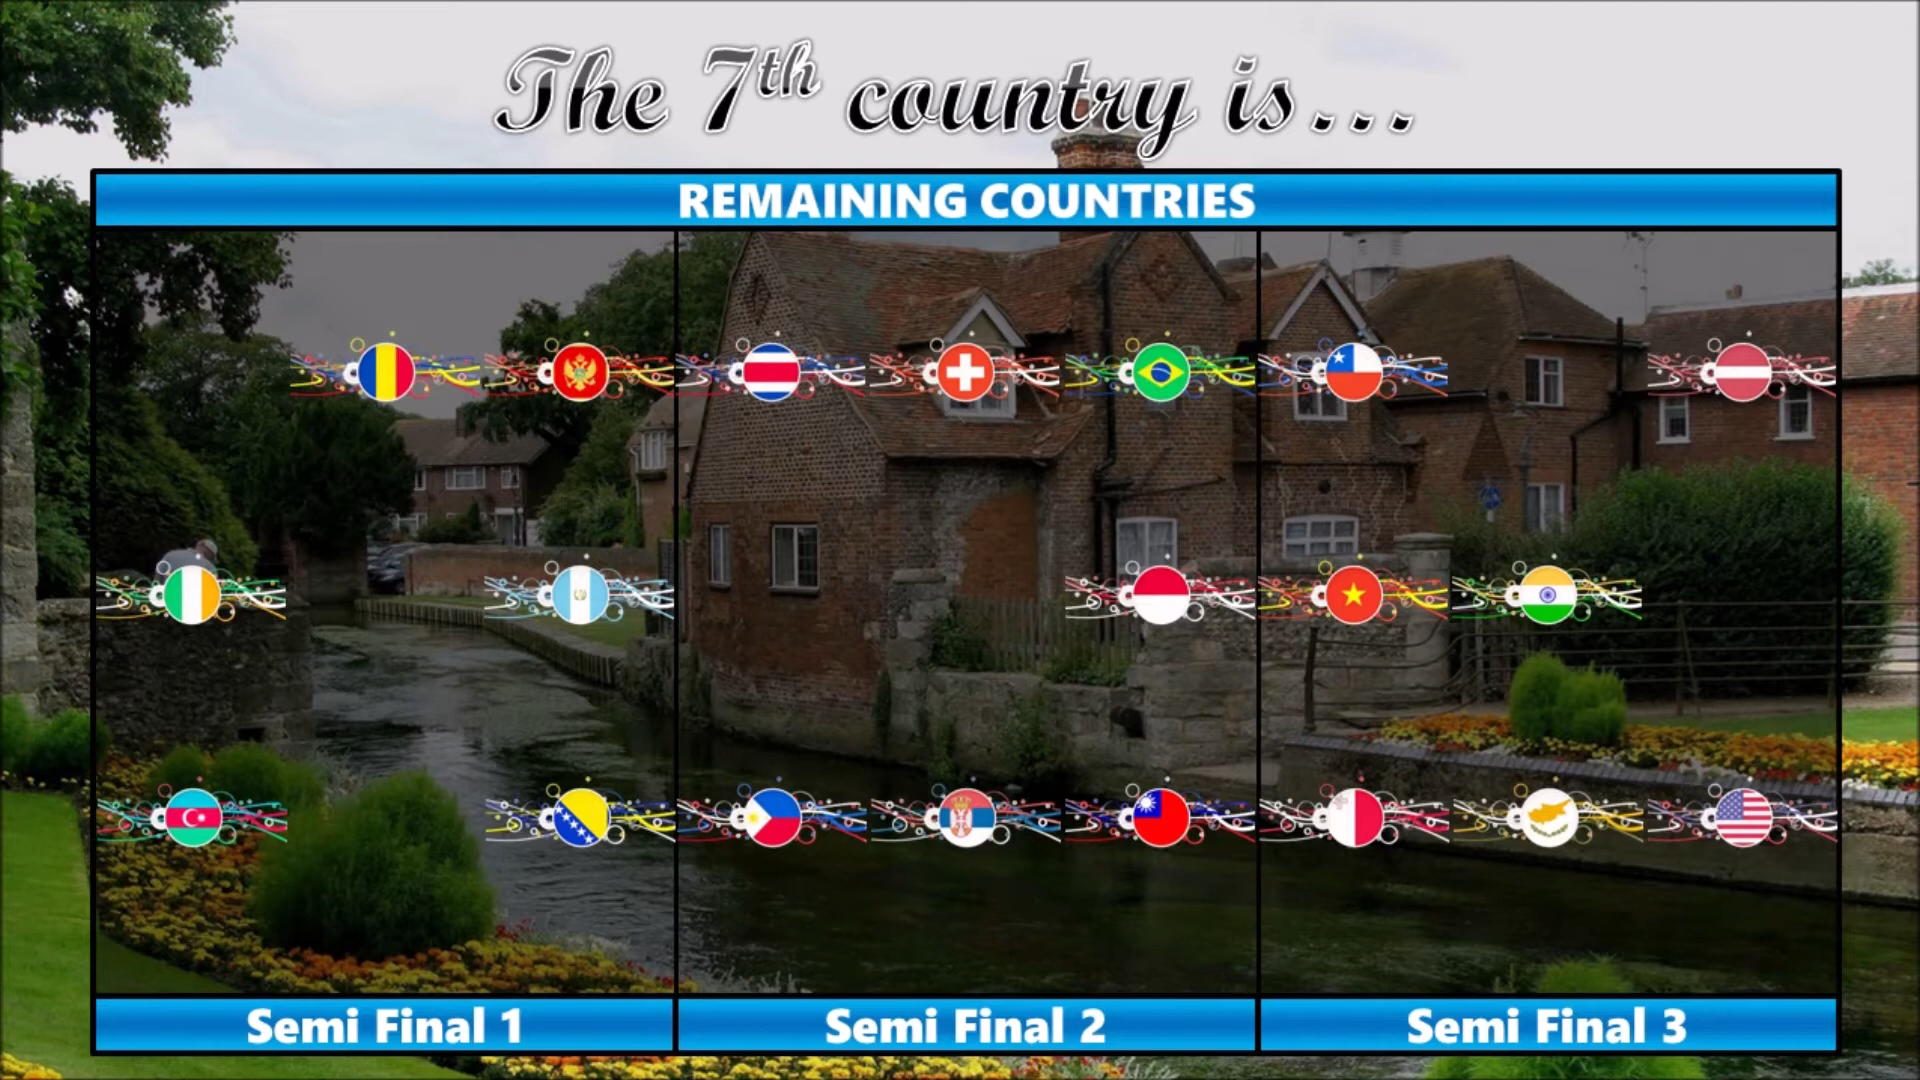 The 7th country is...
REMAINING COUNTRIES
Semi Final 1
Semi Final 2
Semi Final 3